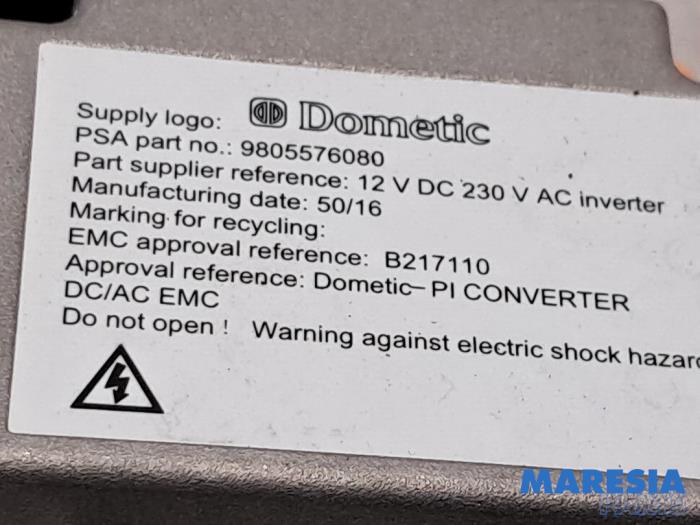 Supply logo: Dometic
PSA part no.: 9805576080
Part supplier reference: 12 V DC 230 V AC inverter
Manufacturing date: 50/16
Marking for recycling:
EMC approval reference: B217110
Approval reference: Dometic– PI CONVERTER
DC/AC EMC
Do not open ! Warning against electric shock hazard
MARESIA